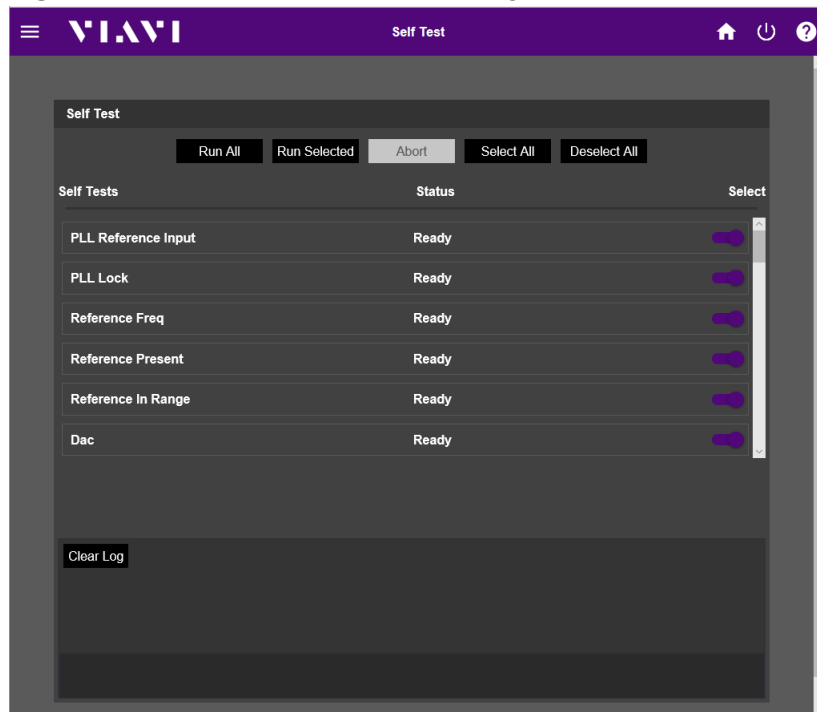 VIAVI Self Test ?
Self Test
Run All Run Selected Abort Select All Deselect All
Self Tests Status Select
PLL Reference Input Ready
PLL Lock Ready
Reference Freq Ready
Reference Present Ready
Reference In Range Ready
Dac Ready
Clear Log